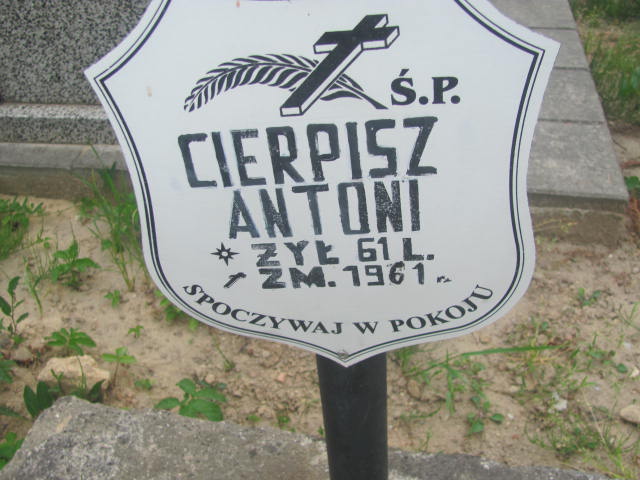 Ś.P.
CIERPISZ
ANTONI
ŻYŁ 61 L.
ZM. 1961 r.
SPOCZYWAJ W POKOJU